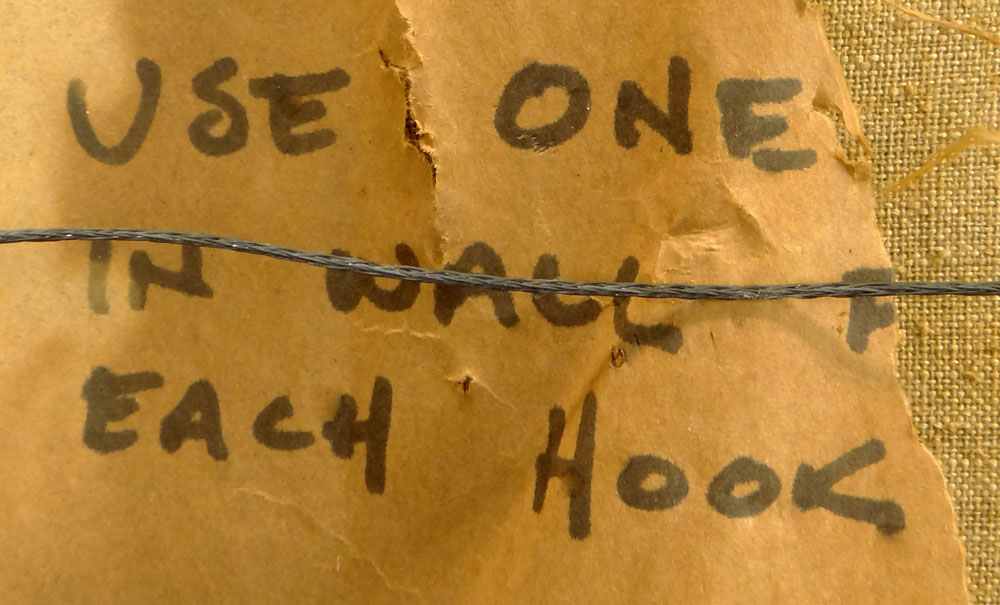 USE ONE
IN WALL F
EACH HOOK